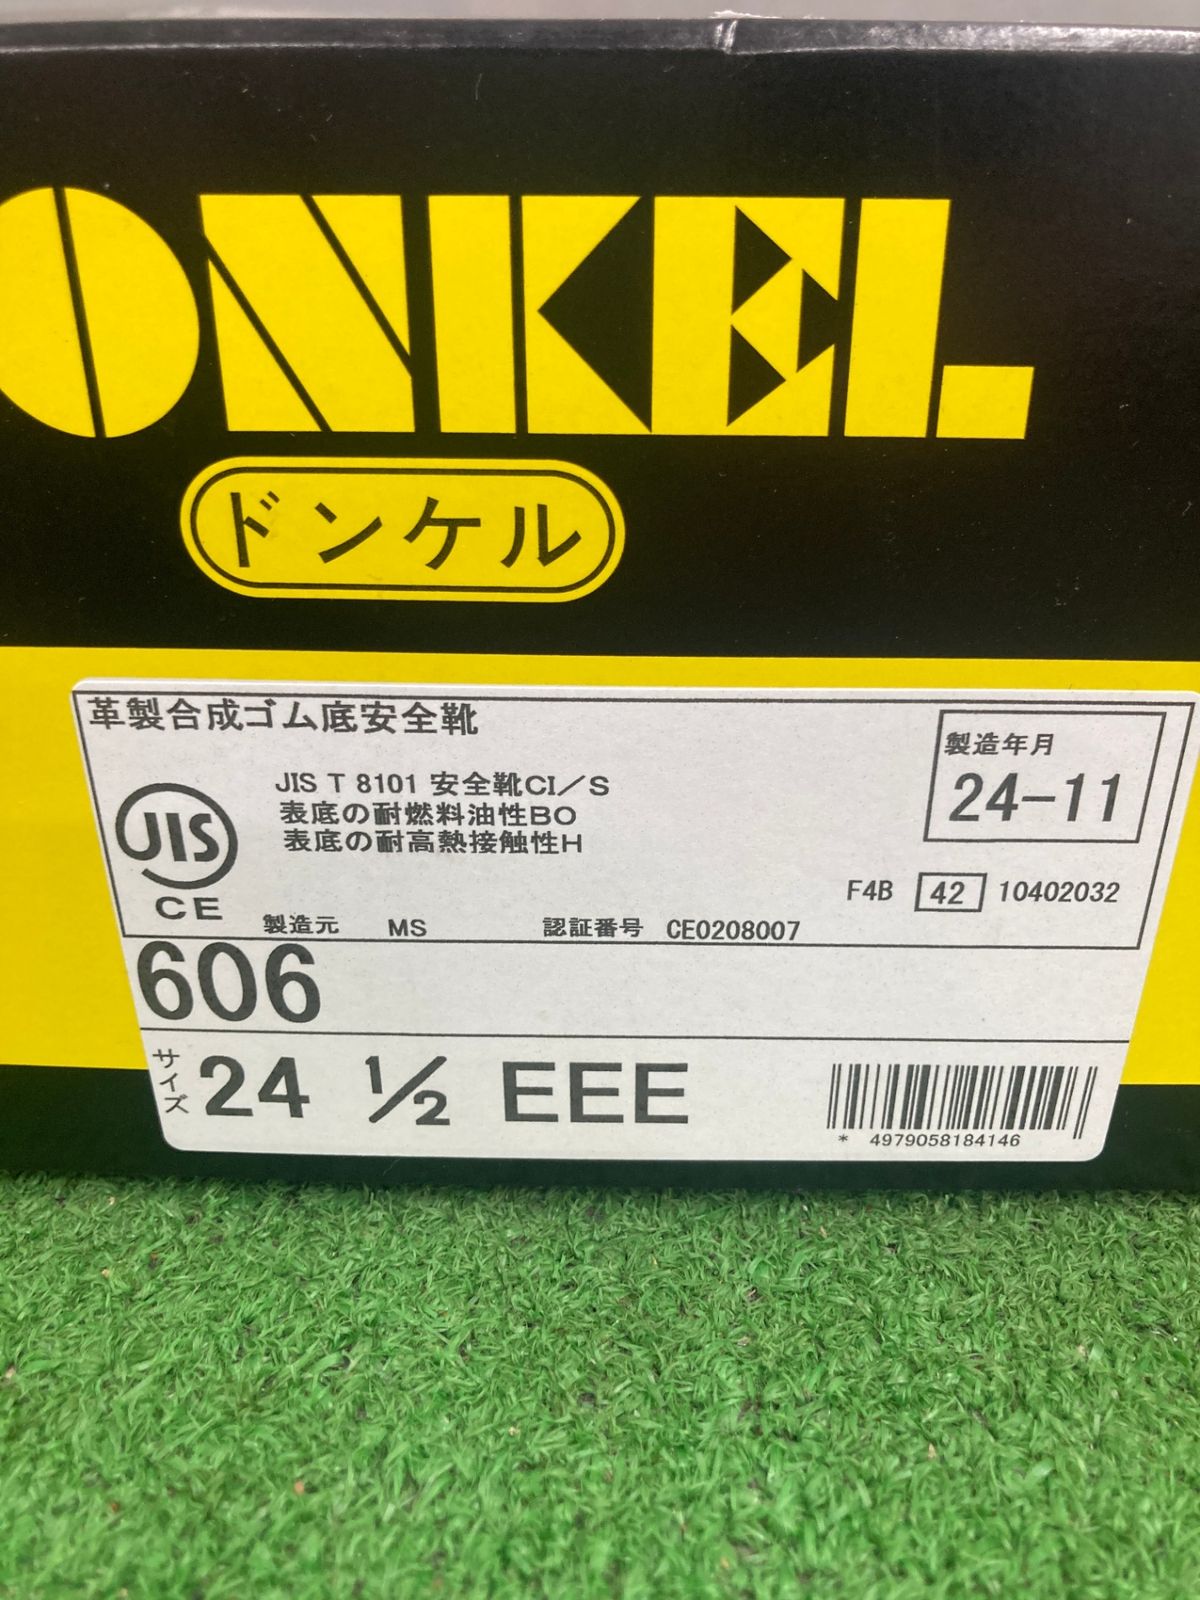 ONKEL
ドンケル
革製合成ゴム底安全靴
製造年月
24-11
JIS T 8101 安全靴CI/S
表底の耐燃料油性BO
表底の耐高熱接触性H
JIS
CE
F4B 42 10402032
製造元 MS 認証番号 CE0208007
606
サイズ 24 ½ EEE
* 4979058184146